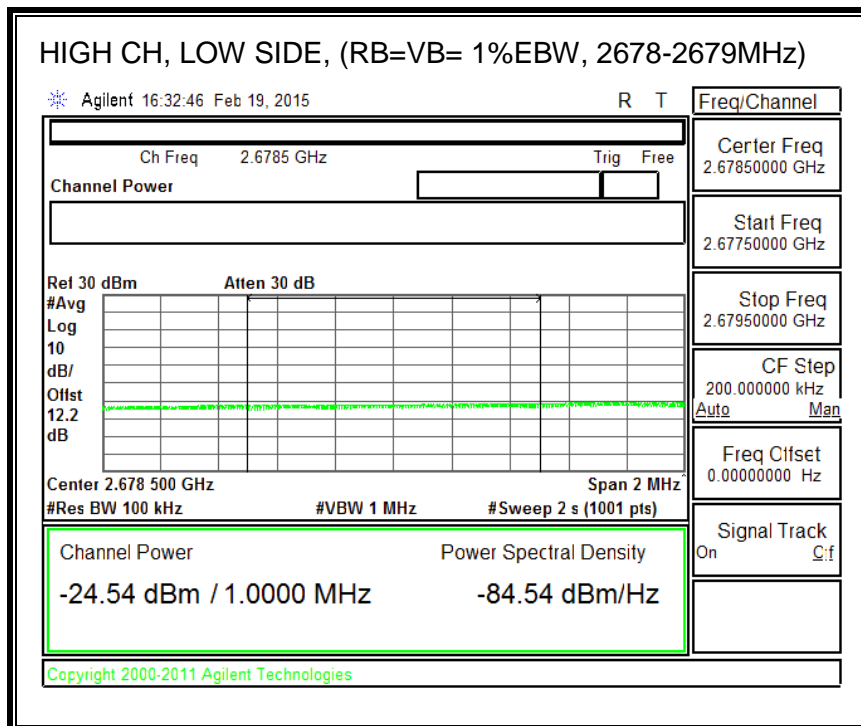 HIGH CH, LOW SIDE, (RB=VB= 1%EBW, 2678-2679MHz)
Agilent 16:32:46 Feb 19, 2015 R T
Freq/Channel
Ch Freq 2.6785 GHz Trig Free
Channel Power
Center Freq
2.67850000 GHz
Start Freq
2.67750000 GHz
Stop Freq
2.67950000 GHz
CF Step
200.000000 kHz
Auto Man
Freq Offset
0.00000000 Hz
Signal Track
On Off
Ref 30 dBm Atten 30 dB
#Avg
Log
10
dB/
Offst
12.2
dB
Center 2.678 500 GHz Span 2 MHz
#Res BW 100 kHz #VBW 1 MHz #Sweep 2 s (1001 pts)
Channel Power Power Spectral Density
-24.54 dBm / 1.0000 MHz -84.54 dBm/Hz
Copyright 2000-2011 Agilent Technologies